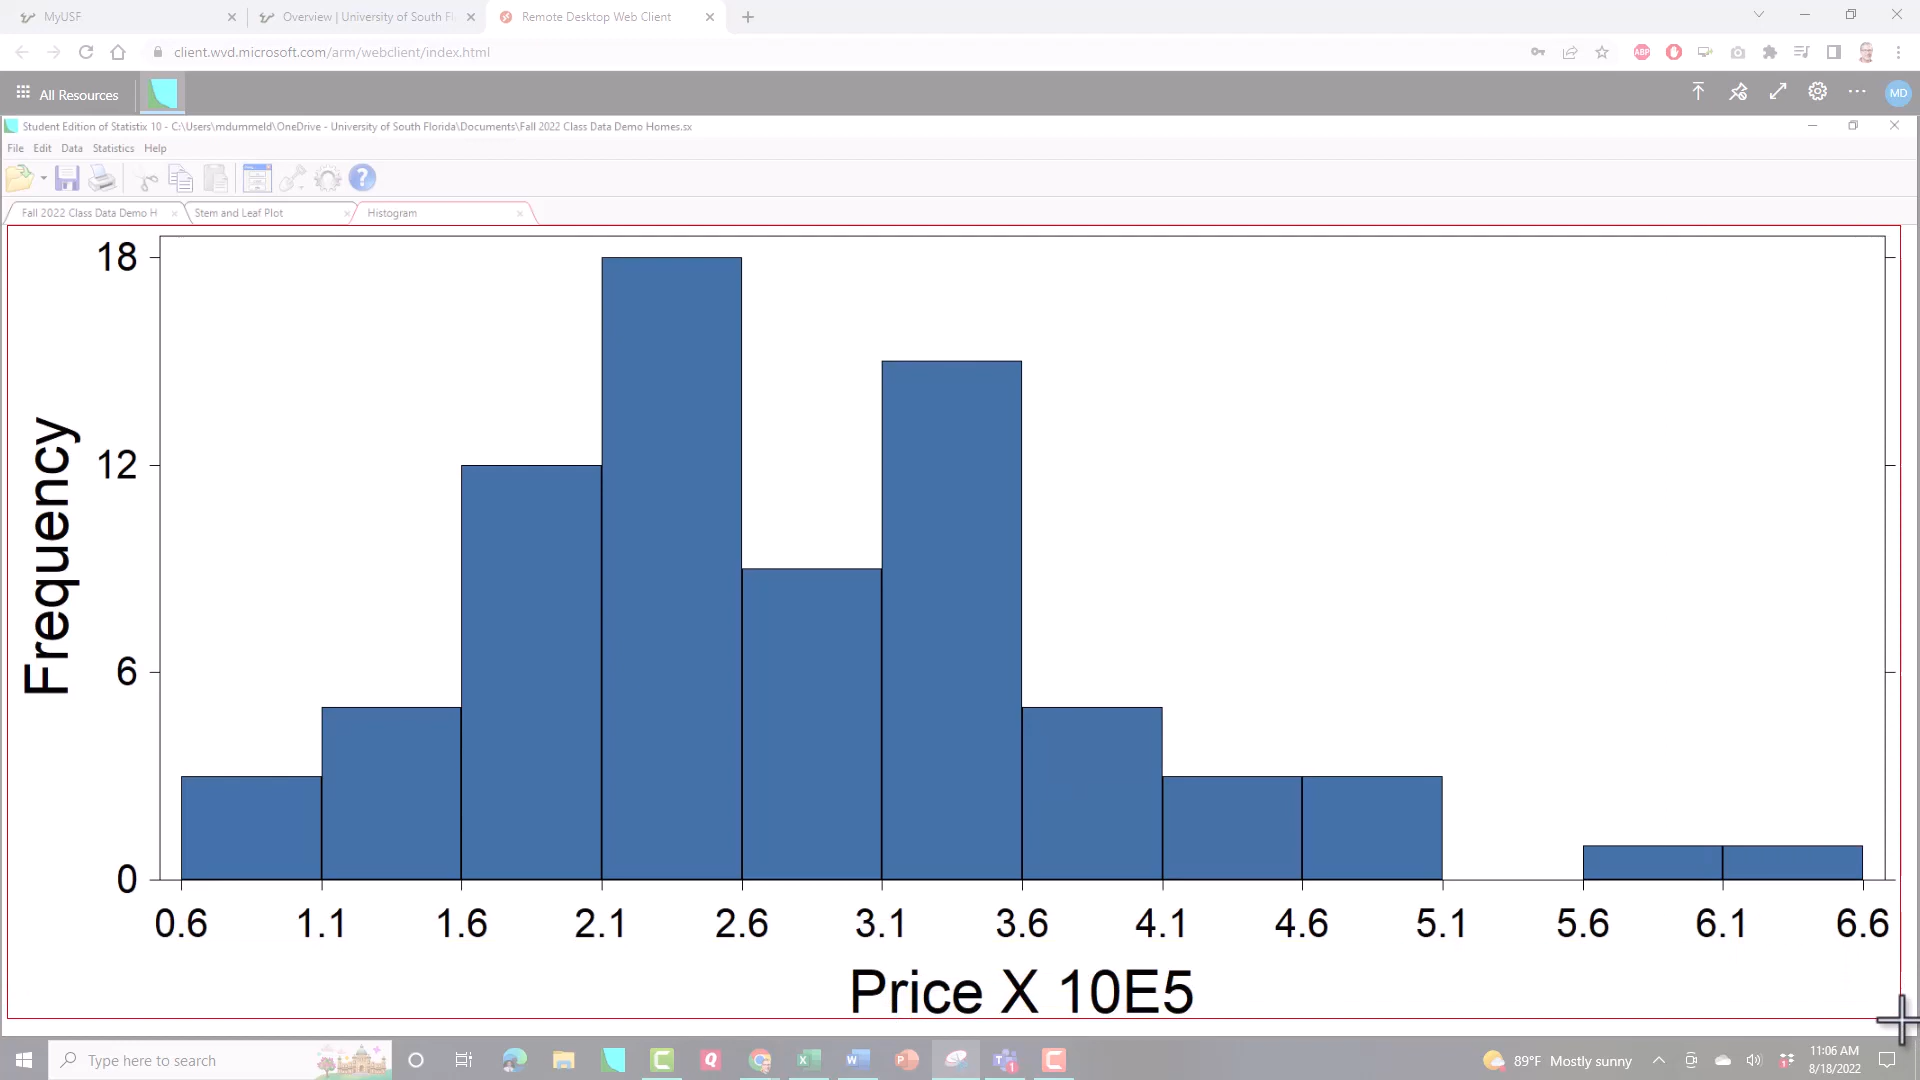 MyUSF
Overview | University of South Fl
Remote Desktop Web Client
client.wvd.microsoft.com/arm/webclient/index.html
ABP
All Resources
MD
Student Edition of Statistix 10 - C:\Users\mdummeld\OneDrive - University of South Florida\Documents\Fall 2022 Class Data Demo Homes.sx
File Edit Data Statistics Help
Fall 2022 Class Data Demo H
Stem and Leaf Plot
Histogram
18
12
6
0
Frequency
0.6 1.1 1.6 2.1 2.6 3.1 3.6 4.1 4.6 5.1 5.6 6.1 6.6
Price X 10E5
Type here to search
89°F Mostly sunny
11:06 AM
8/18/2022